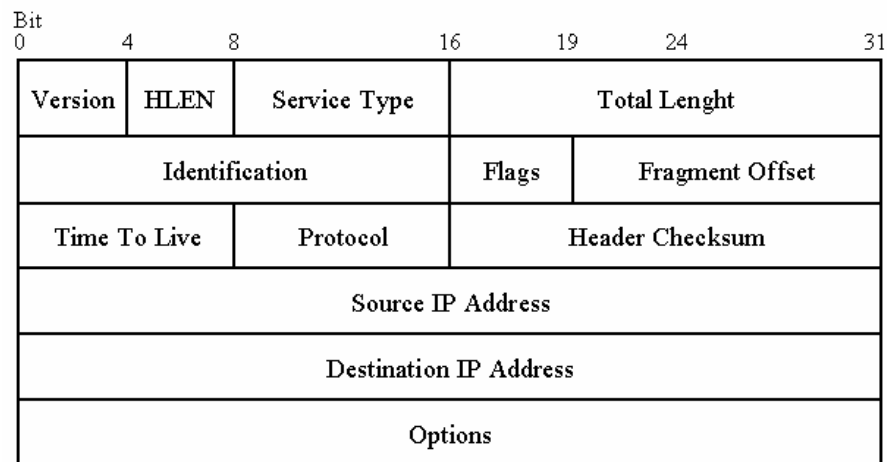 Bit
0 4 8 16 19 24 31
Version HLEN Service Type Total Lenght
Identification Flags Fragment Offset
Time To Live Protocol Header Checksum
Source IP Address
Destination IP Address
Options